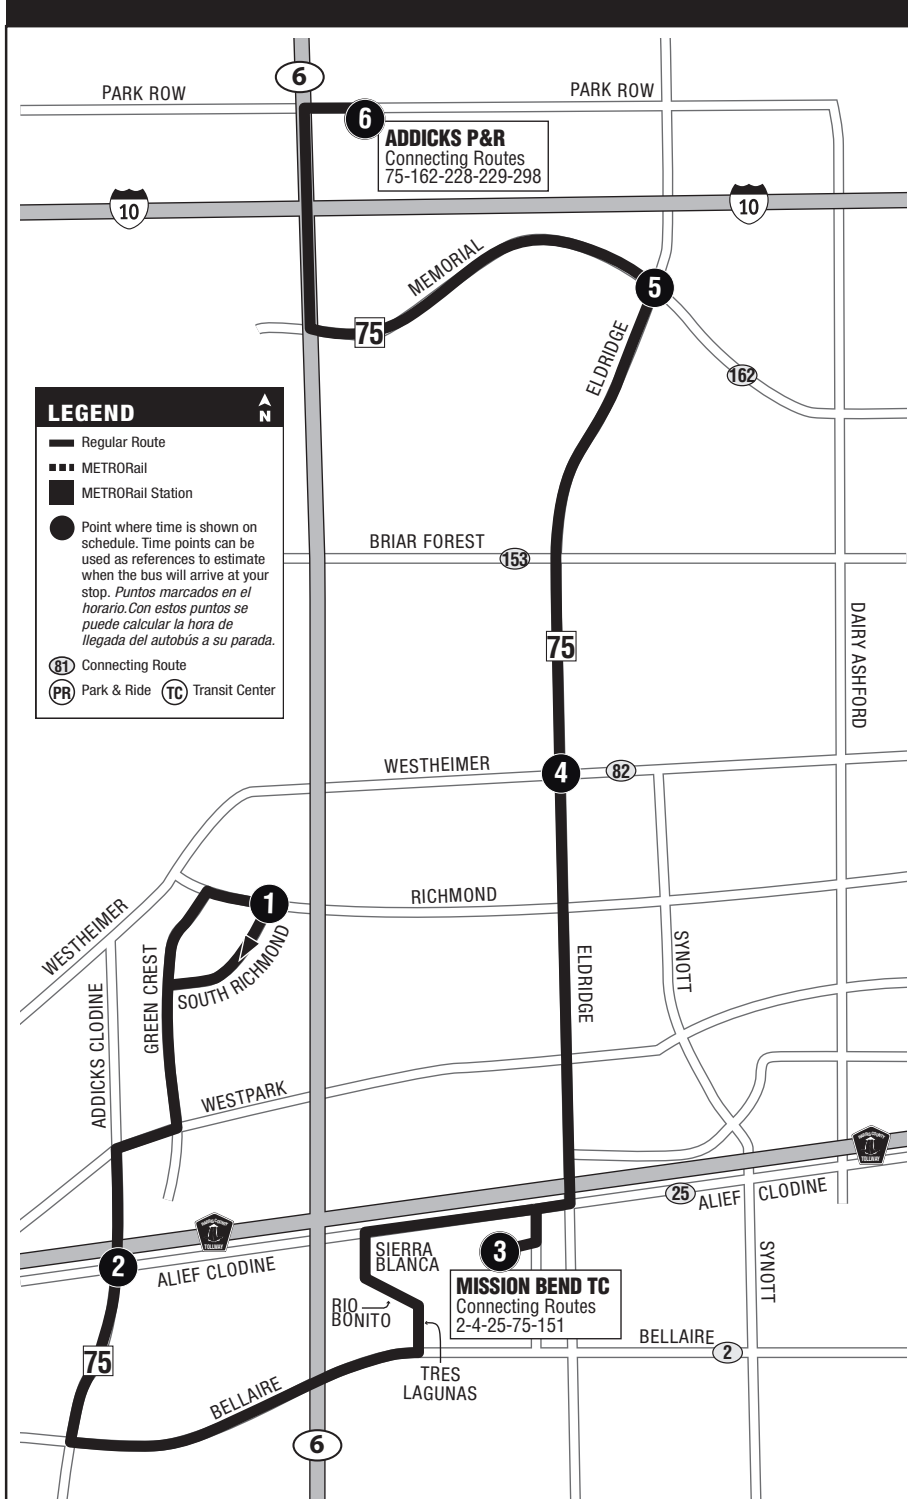 6
PARK ROW
PARK ROW
6
ADDICKS P&R
Connecting Routes
75-162-228-229-298
10
10
MEMORIAL
5
75
ELDRIDGE
162
LEGEND
N
Regular Route
METRORail
METRORail Station
Point where time is shown on
schedule. Time points can be
used as references to estimate
when the bus will arrive at your
stop. Puntos marcados en el
horario.Con estos puntos se
puede calcular la hora de
llegada del autobús a su parada.
81 Connecting Route
PR Park & Ride TC Transit Center
BRIAR FOREST
153
75
DAIRY ASHFORD
WESTHEIMER
4
82
1
RICHMOND
WESTHEIMER
SOUTH RICHMOND
GREEN CREST
ADDICKS CLODINE
ELDRIDGE
SYNOTT
WESTPARK
TOLLWAY
25
ALIEF CLODINE
TOLLWAY
2
ALIEF CLODINE
SIERRA
BLANCA
3
MISSION BEND TC
Connecting Routes
2-4-25-75-151
SYNOTT
RIO
BONITO
BELLAIRE
2
75
TRES
LAGUNAS
BELLAIRE
6